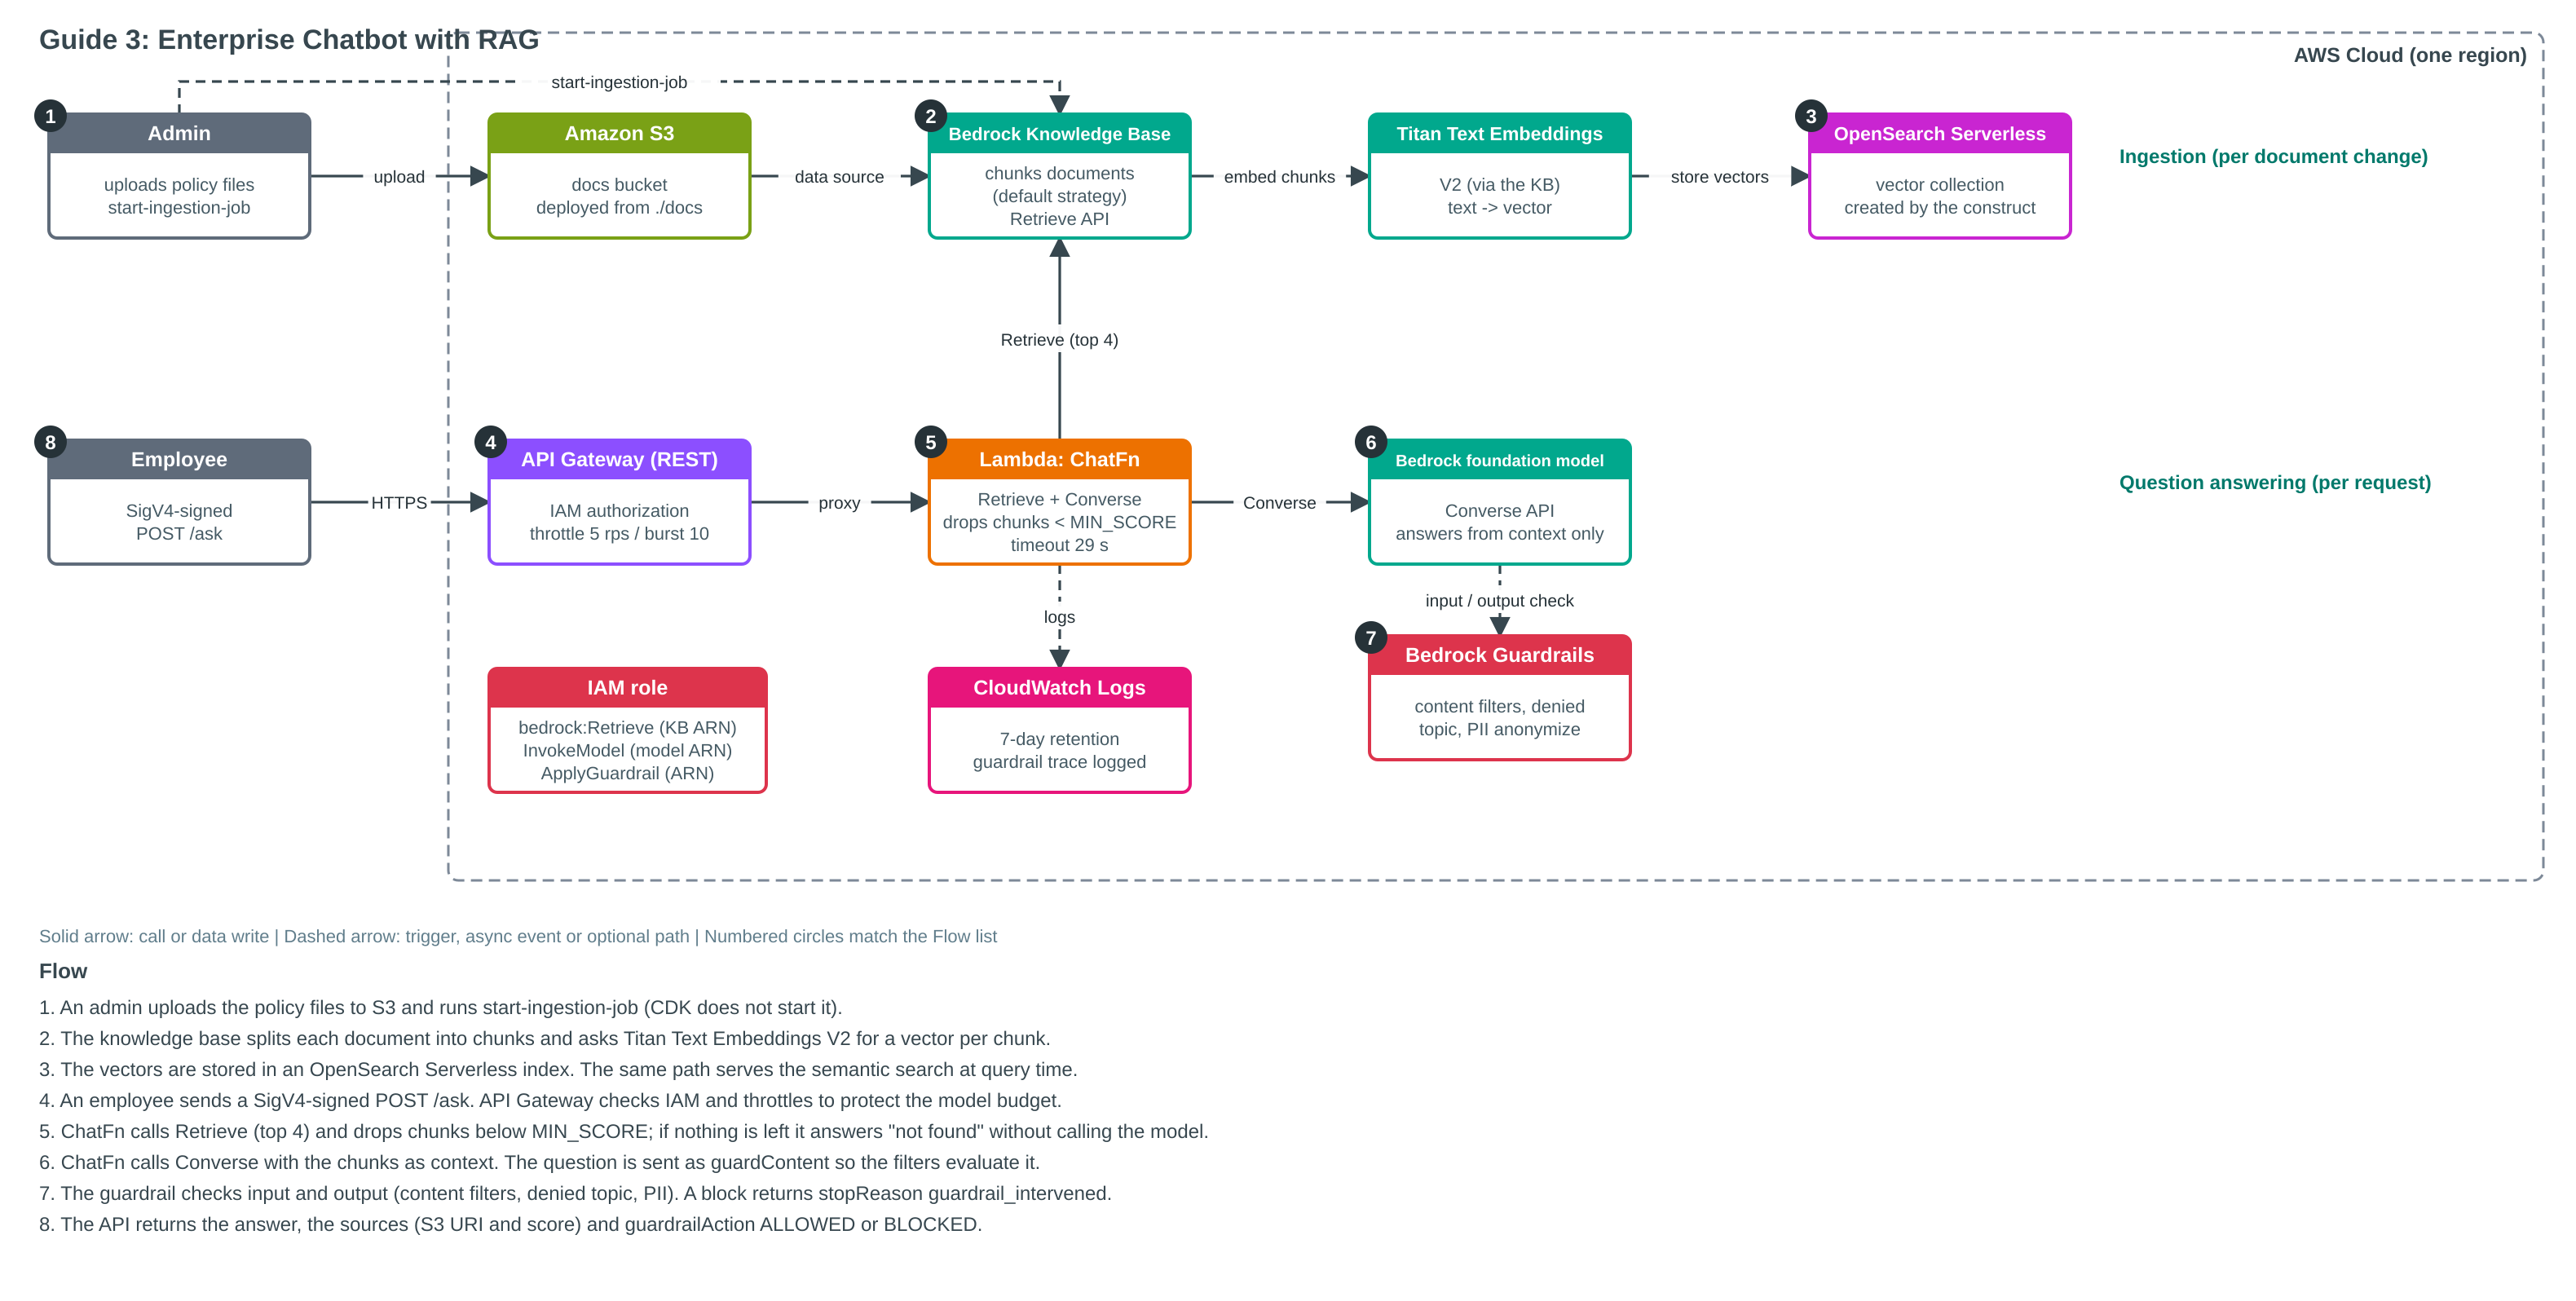 Guide 3: Enterprise Chatbot with RAG
AWS Cloud (one region)
start-ingestion-job
1
Admin
uploads policy files
start-ingestion-job
upload
Amazon S3
docs bucket
deployed from ./docs
data source
2
Bedrock Knowledge Base
chunks documents
(default strategy)
Retrieve API
embed chunks
Titan Text Embeddings
V2 (via the KB)
text -> vector
store vectors
3
OpenSearch Serverless
vector collection
created by the construct
Ingestion (per document change)
Retrieve (top 4)
8
Employee
SigV4-signed
POST /ask
HTTPS
4
API Gateway (REST)
IAM authorization
throttle 5 rps / burst 10
proxy
5
Lambda: ChatFn
Retrieve + Converse
drops chunks < MIN_SCORE
timeout 29 s
Converse
6
Bedrock foundation model
Converse API
answers from context only
Question answering (per request)
logs
input / output check
IAM role
bedrock:Retrieve (KB ARN)
InvokeModel (model ARN)
ApplyGuardrail (ARN)
CloudWatch Logs
7-day retention
guardrail trace logged
7
Bedrock Guardrails
content filters, denied
topic, PII anonymize
Solid arrow: call or data write | Dashed arrow: trigger, async event or optional path | Numbered circles match the Flow list
Flow
1. An admin uploads the policy files to S3 and runs start-ingestion-job (CDK does not start it).
2. The knowledge base splits each document into chunks and asks Titan Text Embeddings V2 for a vector per chunk.
3. The vectors are stored in an OpenSearch Serverless index. The same path serves the semantic search at query time.
4. An employee sends a SigV4-signed POST /ask. API Gateway checks IAM and throttles to protect the model budget.
5. ChatFn calls Retrieve (top 4) and drops chunks below MIN_SCORE; if nothing is left it answers "not found" without calling the model.
6. ChatFn calls Converse with the chunks as context. The question is sent as guardContent so the filters evaluate it.
7. The guardrail checks input and output (content filters, denied topic, PII). A block returns stopReason guardrail_intervened.
8. The API returns the answer, the sources (S3 URI and score) and guardrailAction ALLOWED or BLOCKED.